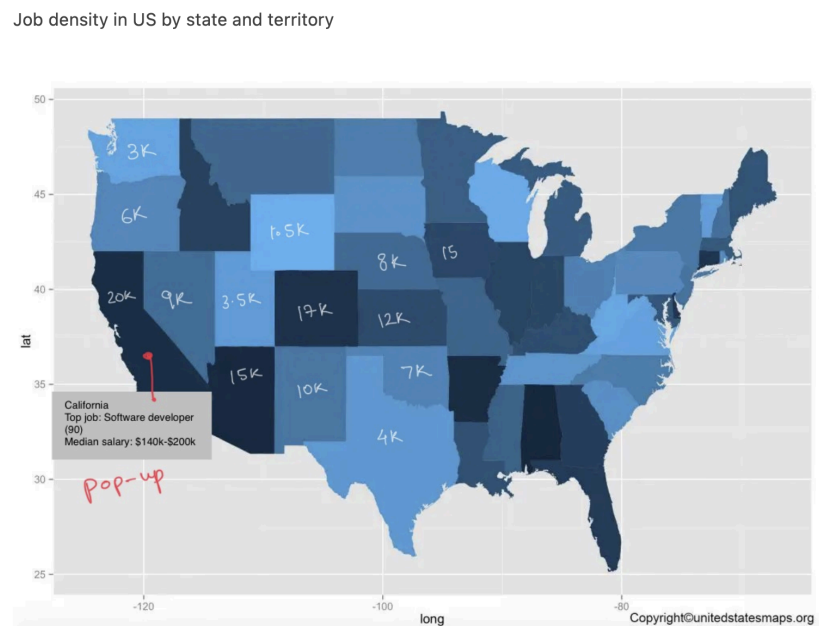 Job density in US by state and territory
50
45
40
35
30
25
lat
3K
6K
1.5K
8K
15
20K
9K
3.5K
17K
12K
15K
10K
7K
4K
California
Top job: Software developer
(90)
Median salary: $140k-$200k
Pop-up
-120
-100
-80
long
Copyright©unitedstatesmaps.org